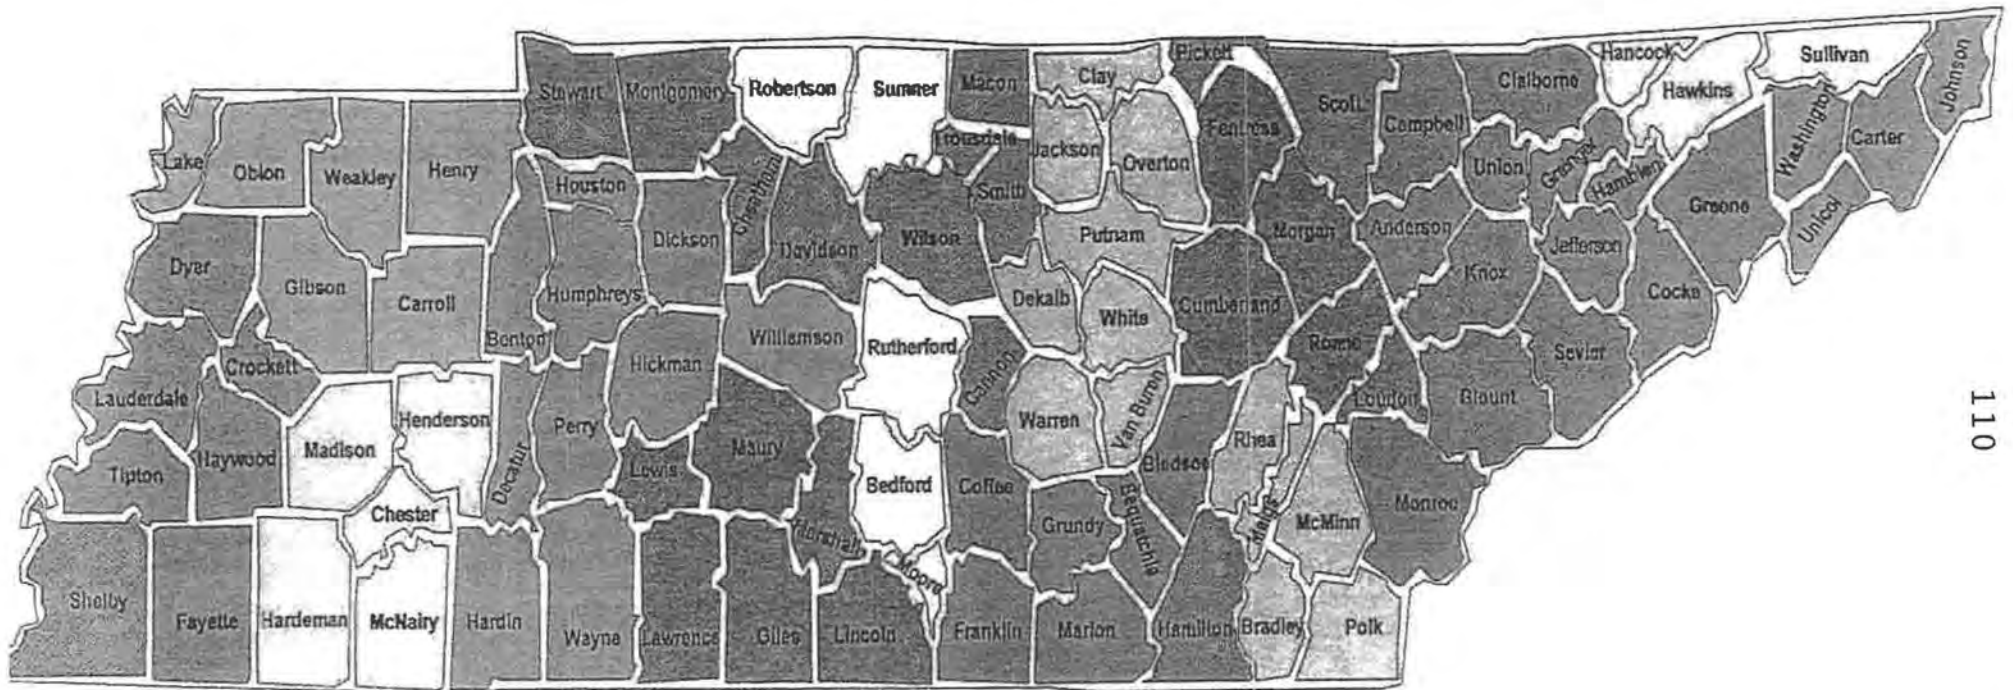 Lake
Obion
Weakley
Henry
Stewart
Montgomery
Robertson
Sumner
Macon
Trousdale
Clay
Pickett
Scott
Campbell
Claiborne
Hancock
Hawkins
Sullivan
Johnson
Carter
Washington
Unicoi
Greene
Hamblen
Grainger
Union
Fentress
Overton
Jackson
Smith
Wilson
Davidson
Cheatham
Dickson
Houston
Humphreys
Benton
Carroll
Gibson
Dyer
Crockett
Lauderdale
Tipton
Haywood
Madison
Henderson
Decatur
Perry
Hickman
Williamson
Rutherford
Cannon
Dekalb
Putnam
White
Cumberland
Morgan
Anderson
Knox
Jefferson
Cocke
Sevier
Blount
Loudon
Roane
Rhea
Bledsoe
Van Buren
Warren
Coffee
Bedford
Marshall
Maury
Lewis
Chester
Shelby
Fayette
Hardeman
McNairy
Hardin
Wayne
Lawrence
Giles
Lincoln
Moore
Franklin
Grundy
Marion
Sequatchie
Hamilton
Meigs
McMinn
Monroe
Bradley
Polk
110